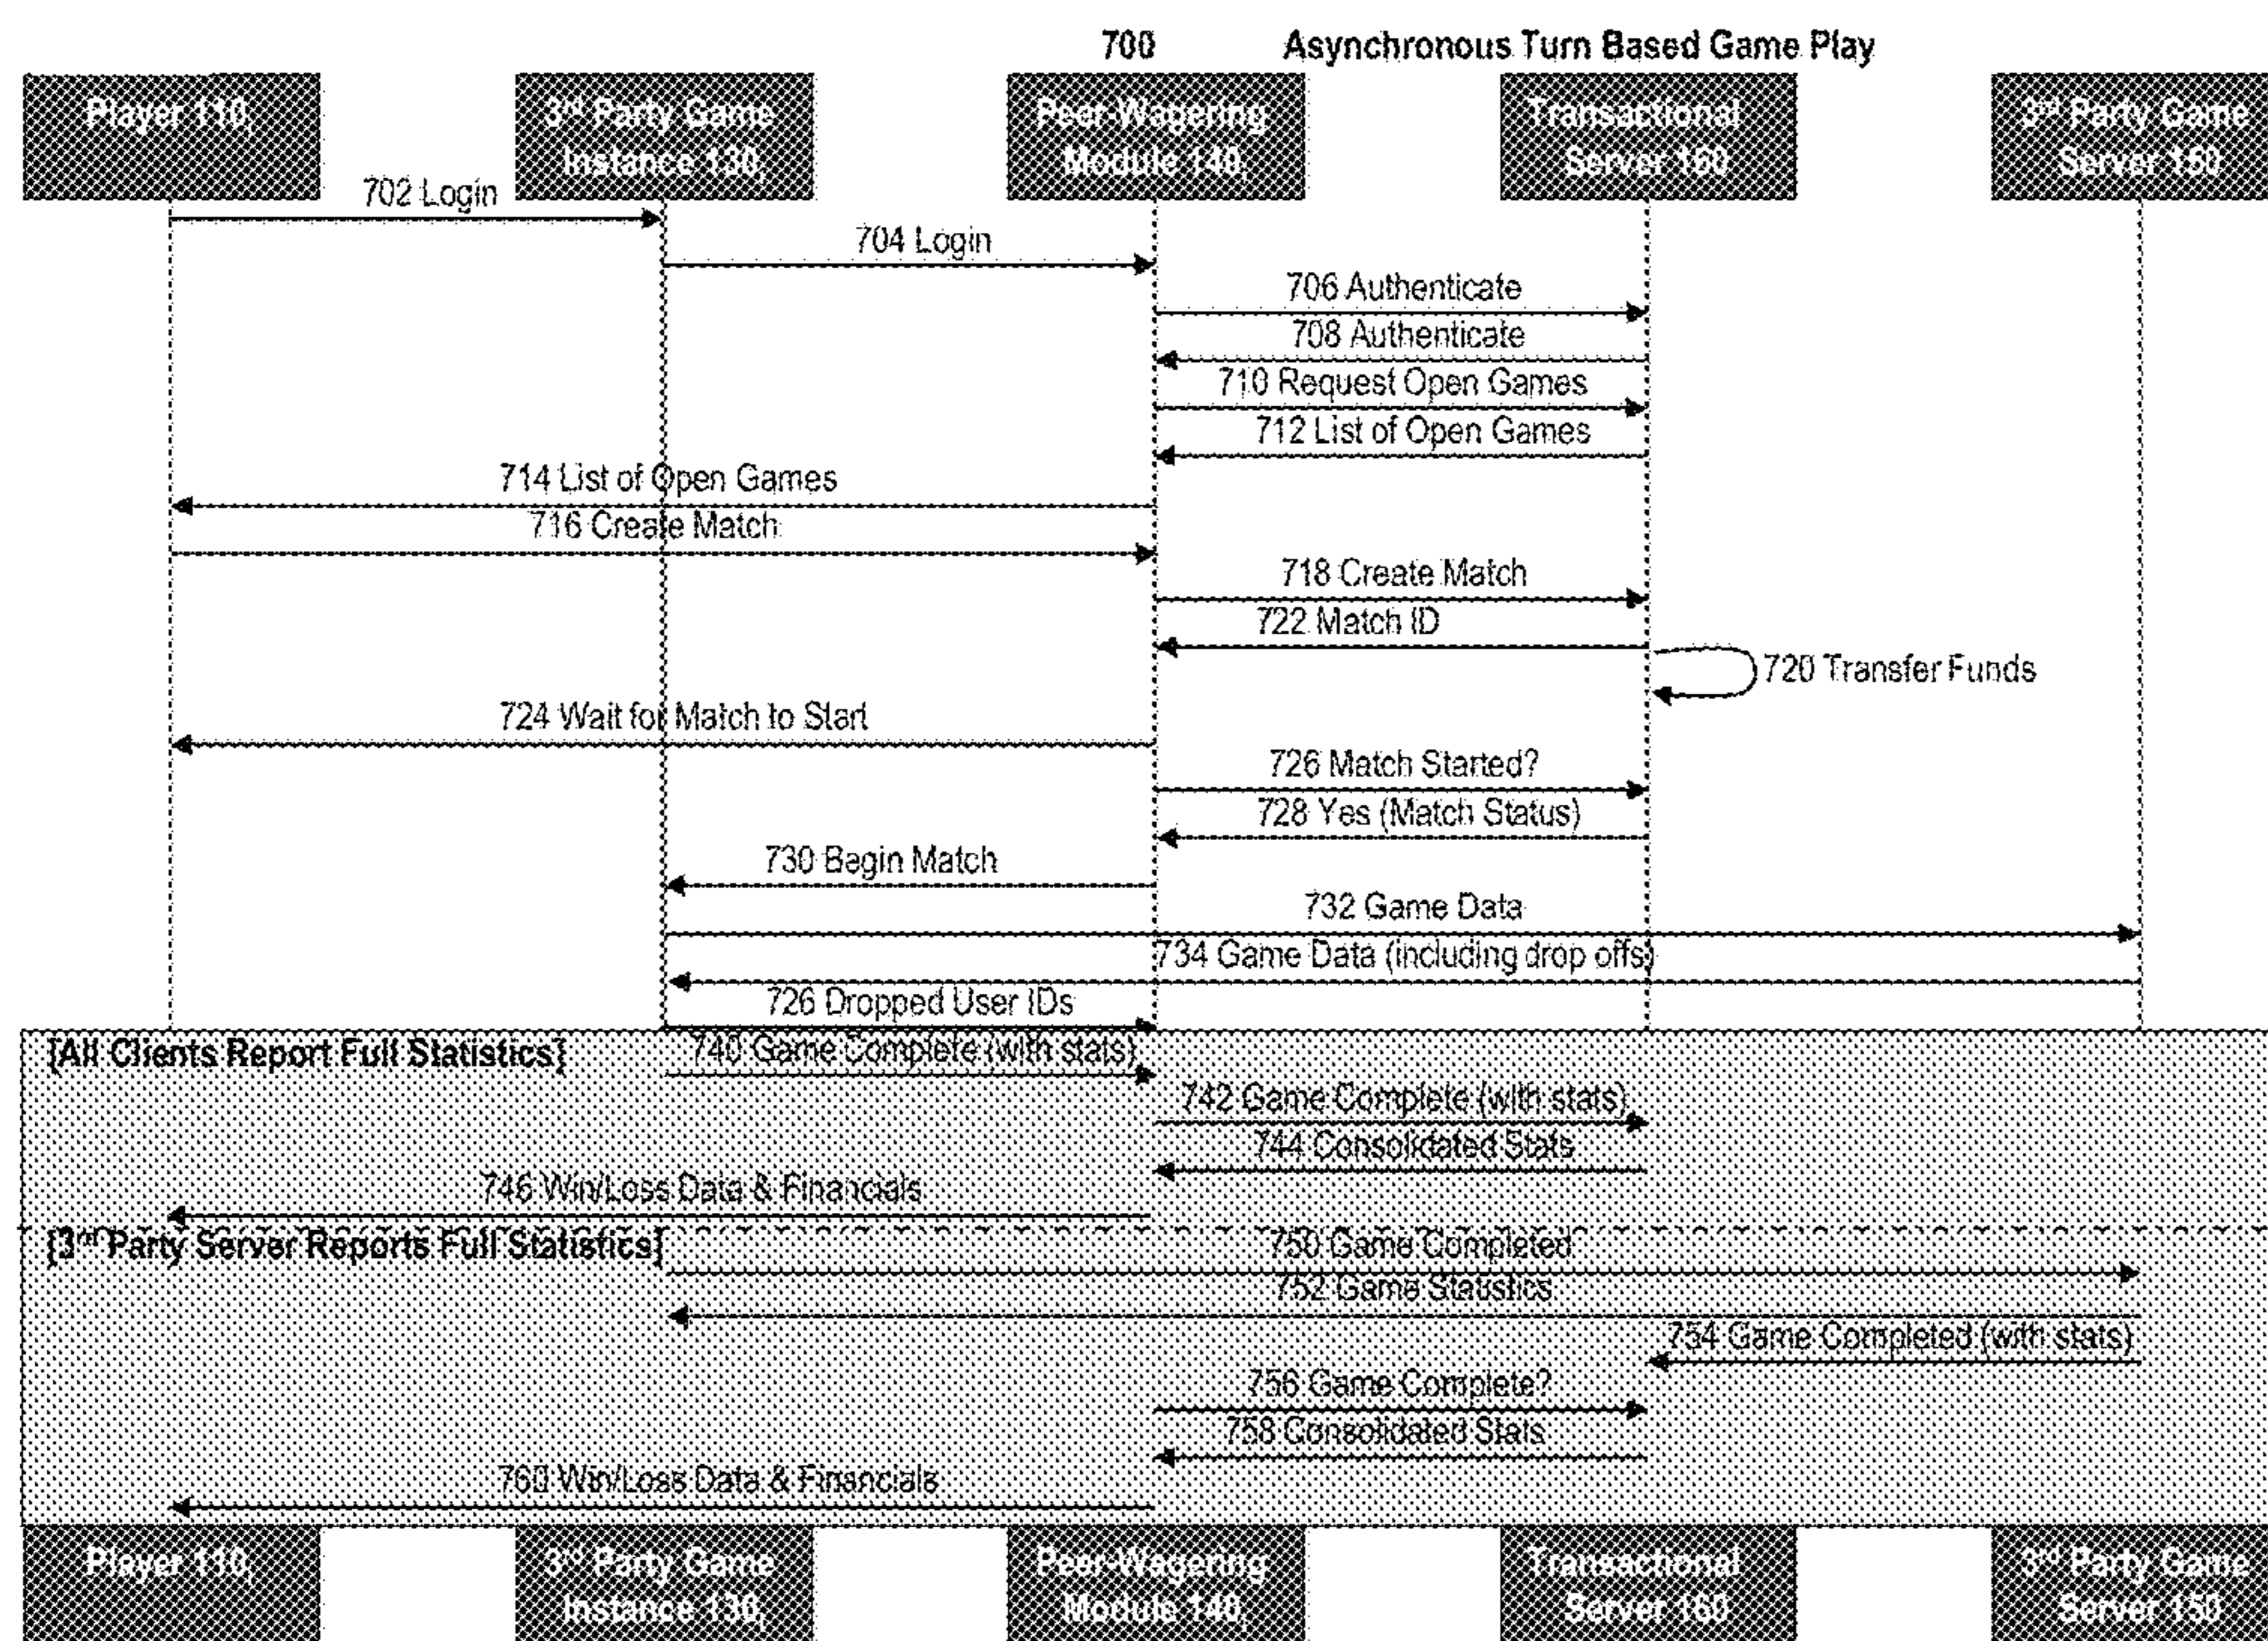 700 Asynchronous Turn Based Game Play
Player 110i
3rd Party Game
Instance 130i
Peer-Wagering
Module 140i
Transactional
Server 160
3rd Party Game
Server 150
702 Login
704 Login
706 Authenticate
708 Authenticate
710 Request Open Games
712 List of Open Games
714 List of Open Games
716 Create Match
718 Create Match
722 Match ID
720 Transfer Funds
724 Wait for Match to Start
726 Match Started?
728 Yes (Match Status)
730 Begin Match
732 Game Data
734 Game Data (including drop offs)
726 Dropped User IDs
[All Clients Report Full Statistics]
740 Game Complete (with stats)
742 Game Complete (with stats)
744 Consolidated Stats
746 Win/Loss Data & Financials
[3rd Party Server Reports Full Statistics]
750 Game Completed
752 Game Statistics
754 Game Completed (with stats)
756 Game Complete?
758 Consolidated Stats
760 Win/Loss Data & Financials
Player 110i
3rd Party Game
Instance 130i
Peer-Wagering
Module 140i
Transactional
Server 160
3rd Party Game
Server 150